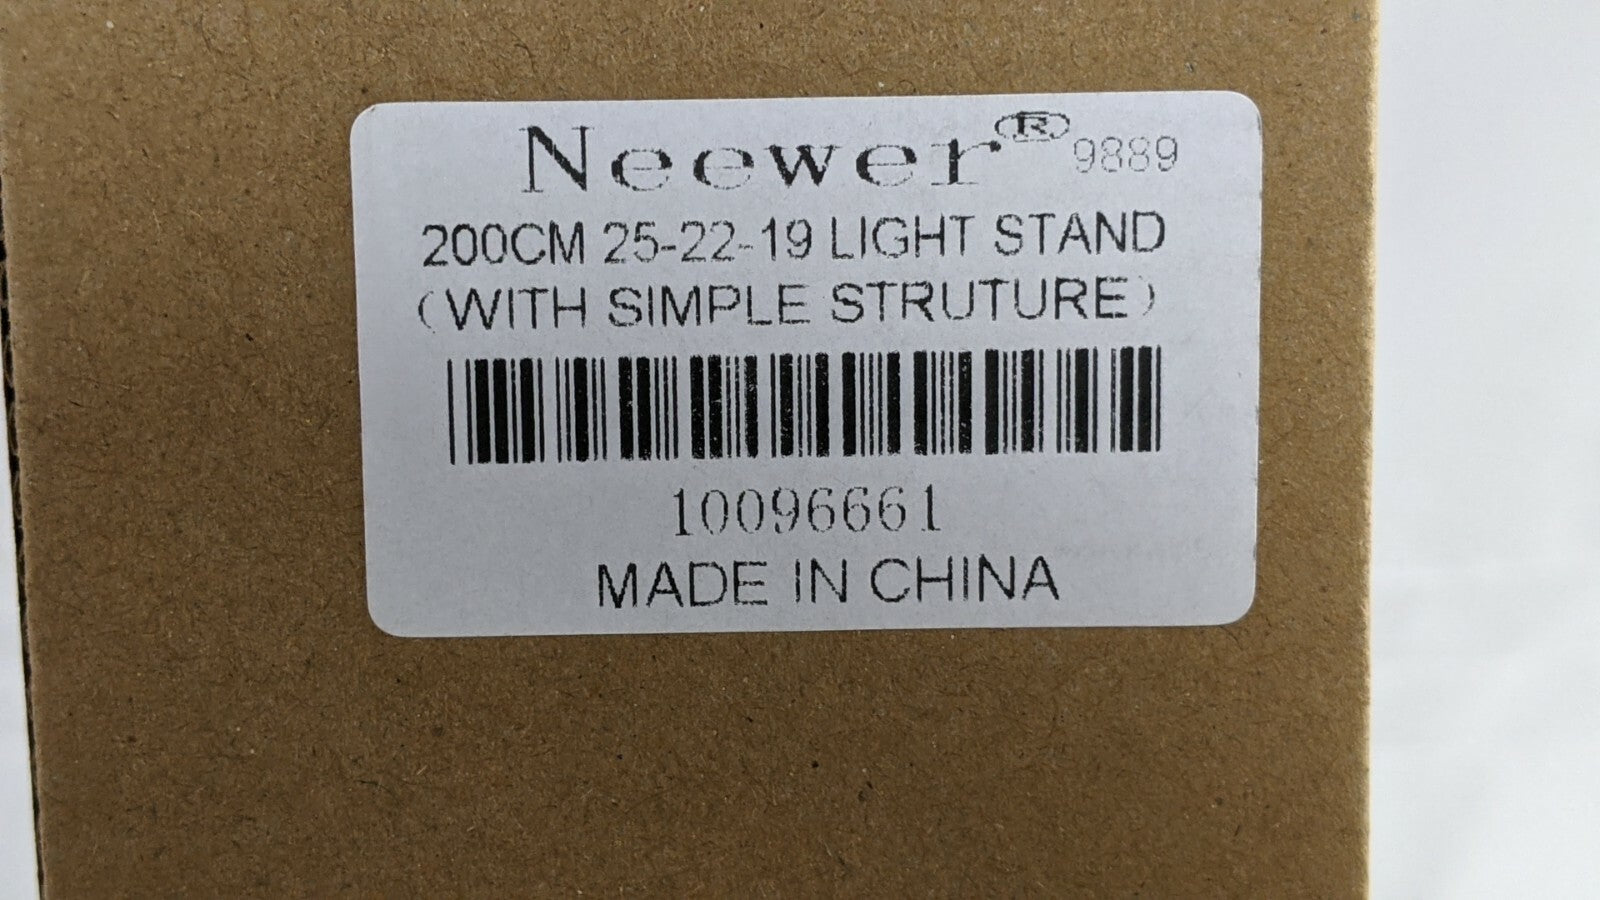 Neewer® 9889
200CM 25-22-19 LIGHT STAND
(WITH SIMPLE STRUTURE)
10096661
MADE IN CHINA